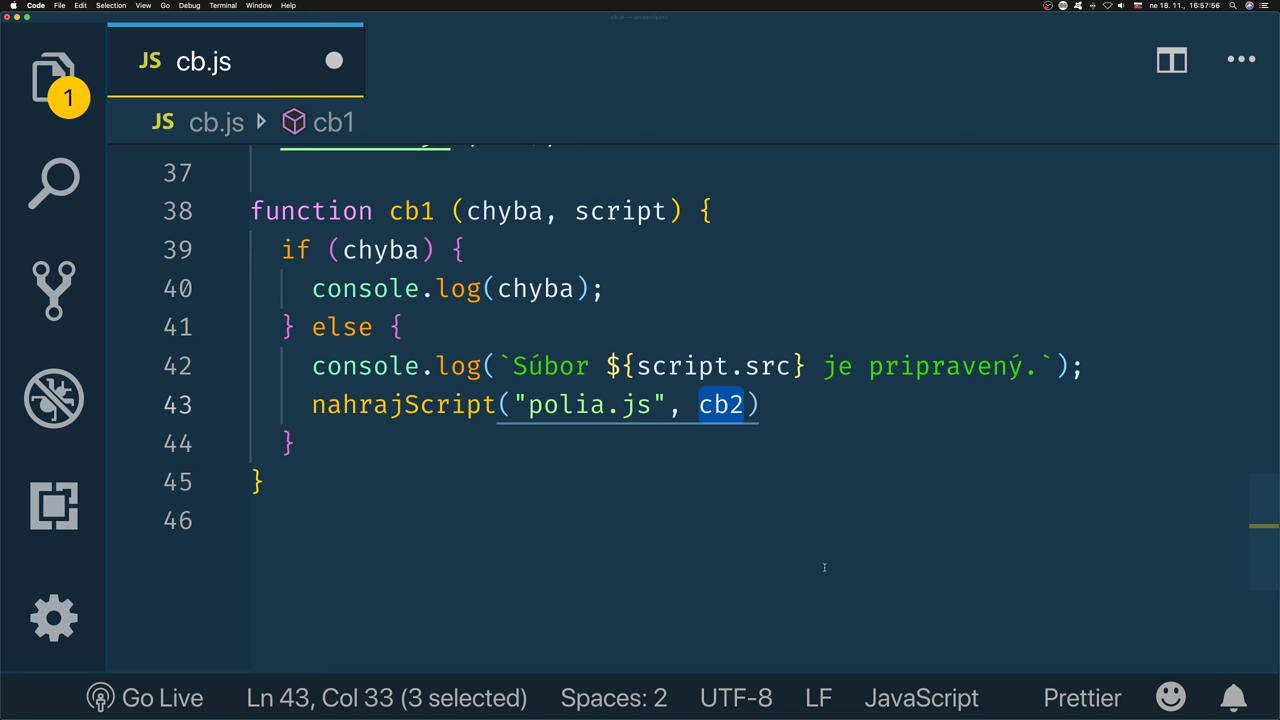 Code File Edit Selection View Go Debug Terminal Window Help ne 18. 11., 16:57:56
JS cb.js
1
JS cb.js cb1
37
38 function cb1 (chyba, script) {
39 if (chyba) {
40 console.log(chyba);
41 } else {
42 console.log(`Súbor ${script.src} je pripravený.`);
43 nahrajScript("polia.js", cb2)
44 }
45 }
46
Go Live Ln 43, Col 33 (3 selected) Spaces: 2 UTF-8 LF JavaScript Prettier